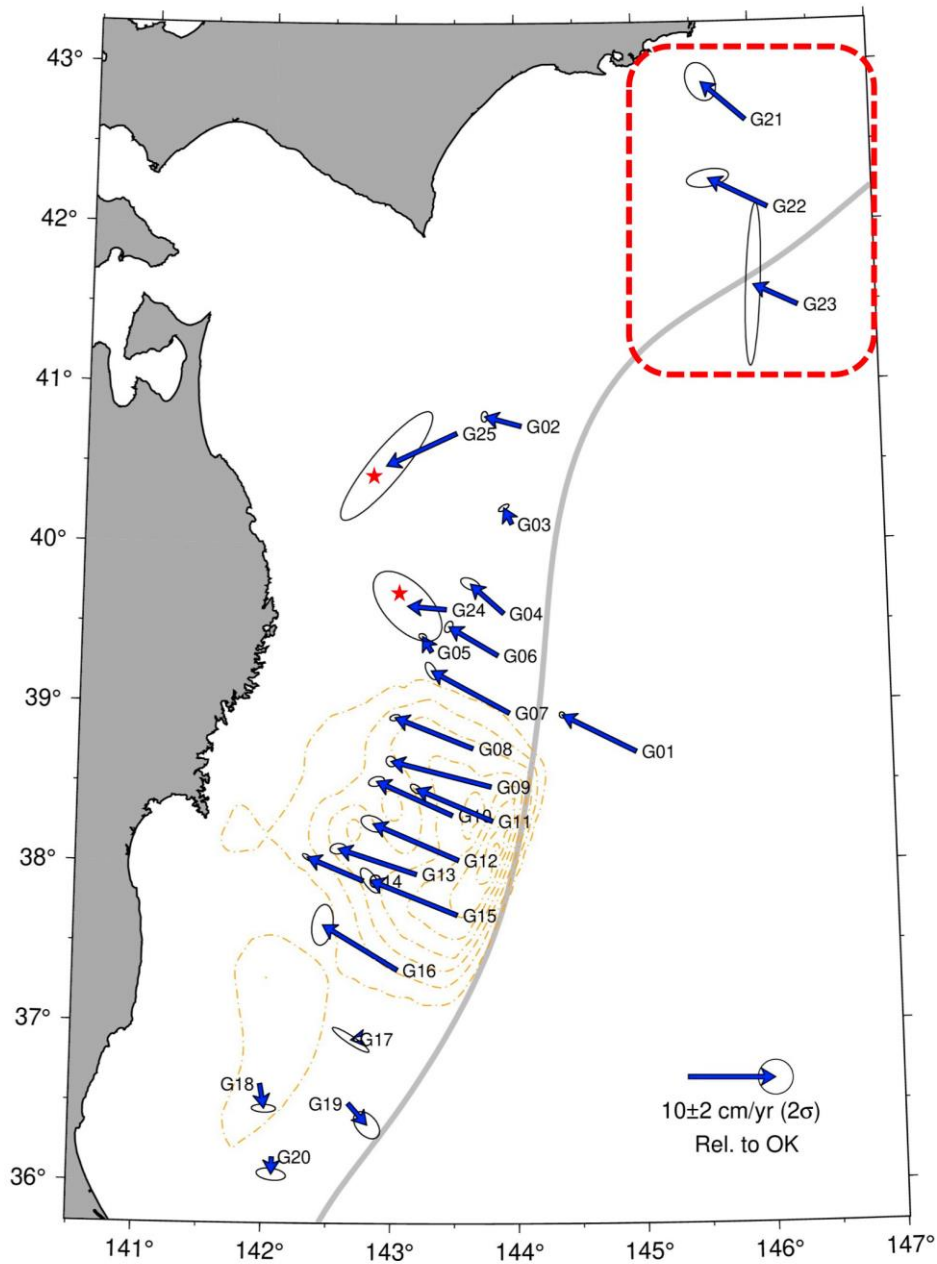 43°
G21
42°
G22
G23
41°
G02
G25
G03
40°
G04
G24
G05
G06
39°
G07
G08
G01
G09
G10
G11
38°
G12
G13
G14
G15
G16
37°
G17
G18
G19
10±2 cm/yr (2σ)
Rel. to OK
G20
36°
141° 142° 143° 144° 145° 146° 147°